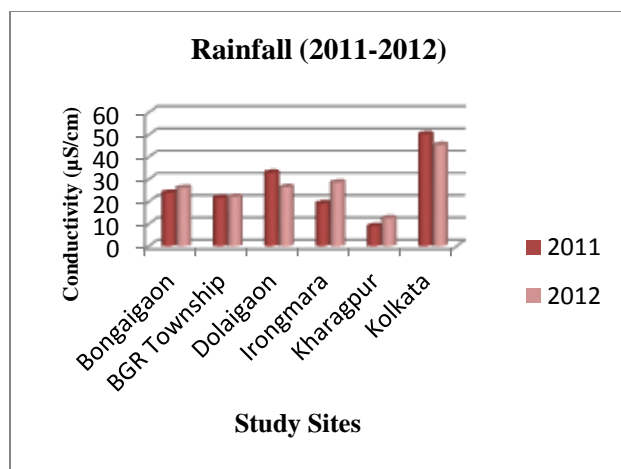 Rainfall (2011-2012)
Conductivity (µS/cm)
60
50
40
30
20
10
0
Bongaigaon
BGR Township
Dolaigaon
Irongmara
Kharagpur
Kolkata
2011
2012
Study Sites